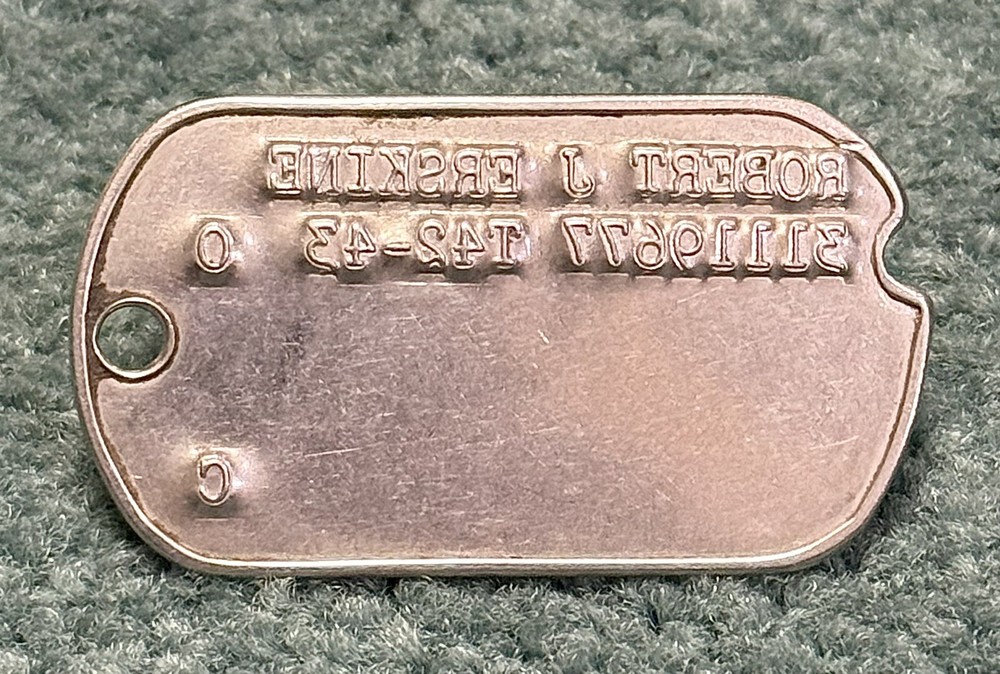 ROBERT J ERSKINE
31119677 T42-43 O
C